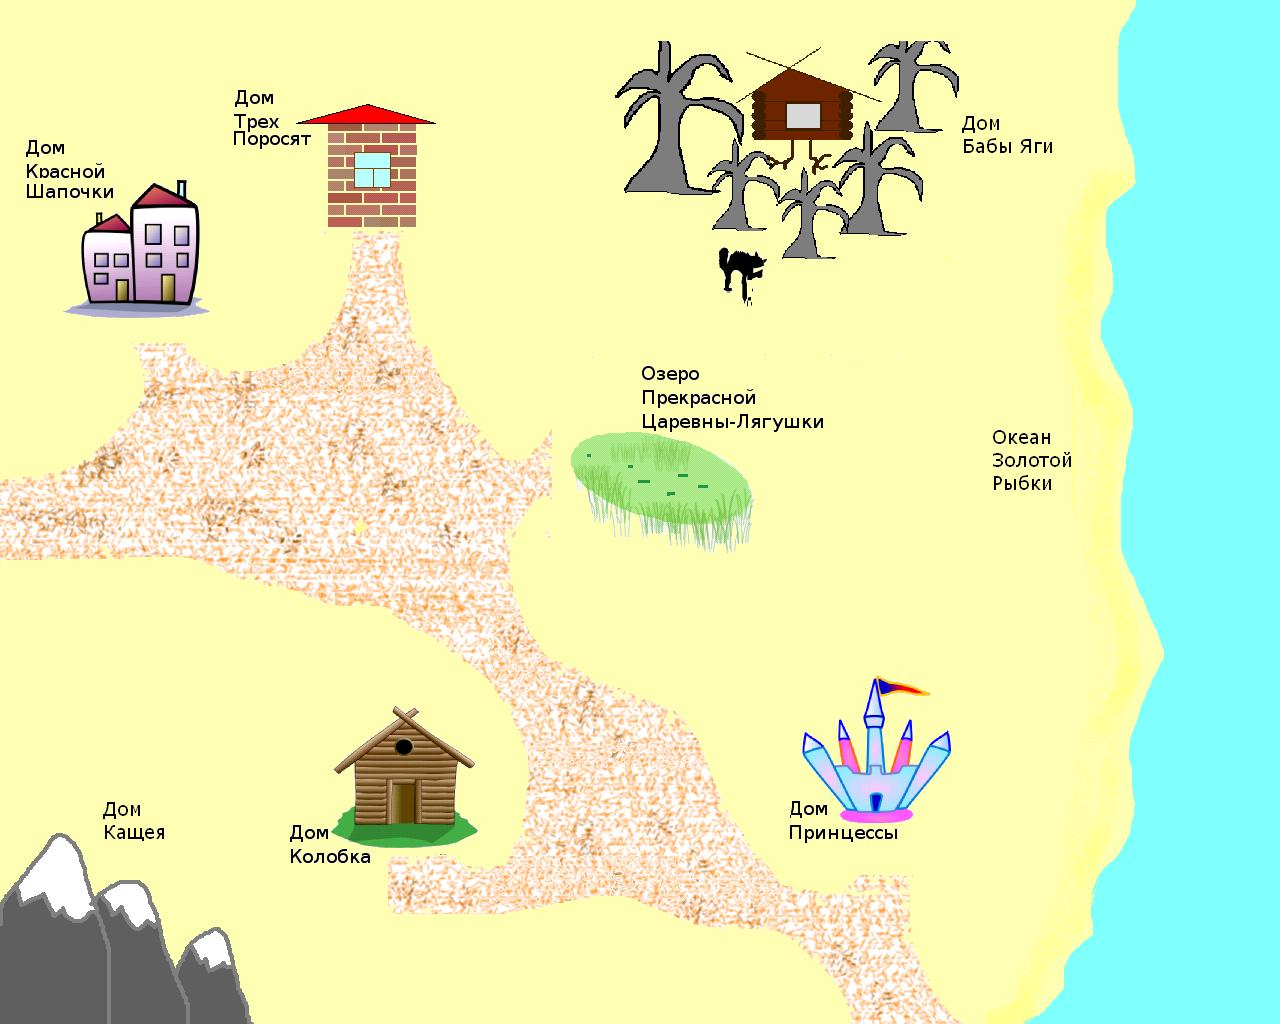 Дом
Трех
Поросят
Дом
Красной
Шапочки
Дом
Бабы Яги
Озеро
Прекрасной
Царевны-Лягушки
Океан
Золотой
Рыбки
Дом
Кащея
Дом
Колобка
Дом
Принцессы